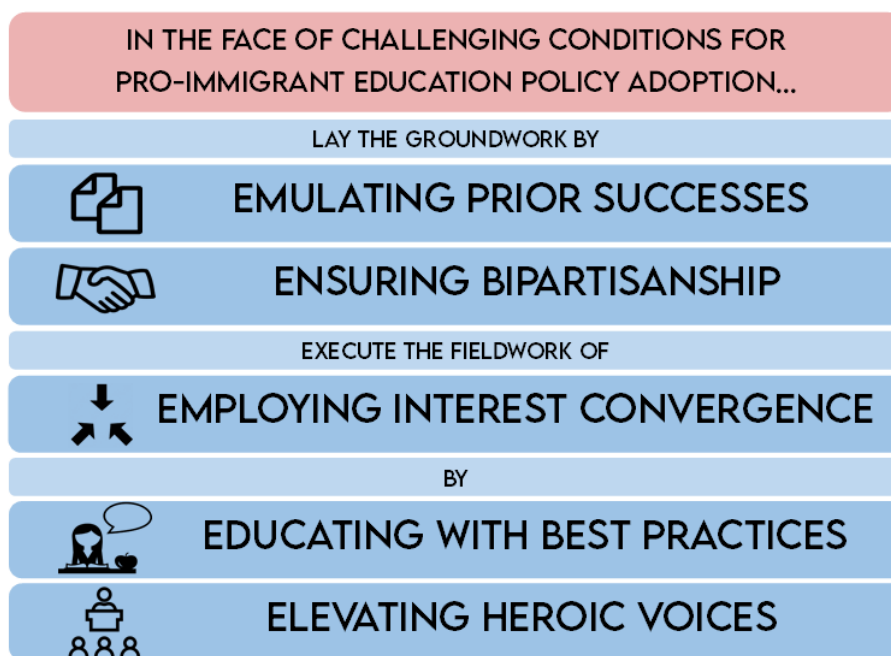 IN THE FACE OF CHALLENGING CONDITIONS FOR
PRO-IMMIGRANT EDUCATION POLICY ADOPTION...
LAY THE GROUNDWORK BY
EMULATING PRIOR SUCCESSES
ENSURING BIPARTISANSHIP
EXECUTE THE FIELDWORK OF
EMPLOYING INTEREST CONVERGENCE
BY
EDUCATING WITH BEST PRACTICES
ELEVATING HEROIC VOICES